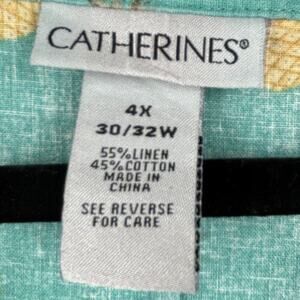 CATHERINES®
4X
30/32W
55%LINEN
45%COTTON
MADE IN
CHINA
SEE REVERSE
FOR CARE